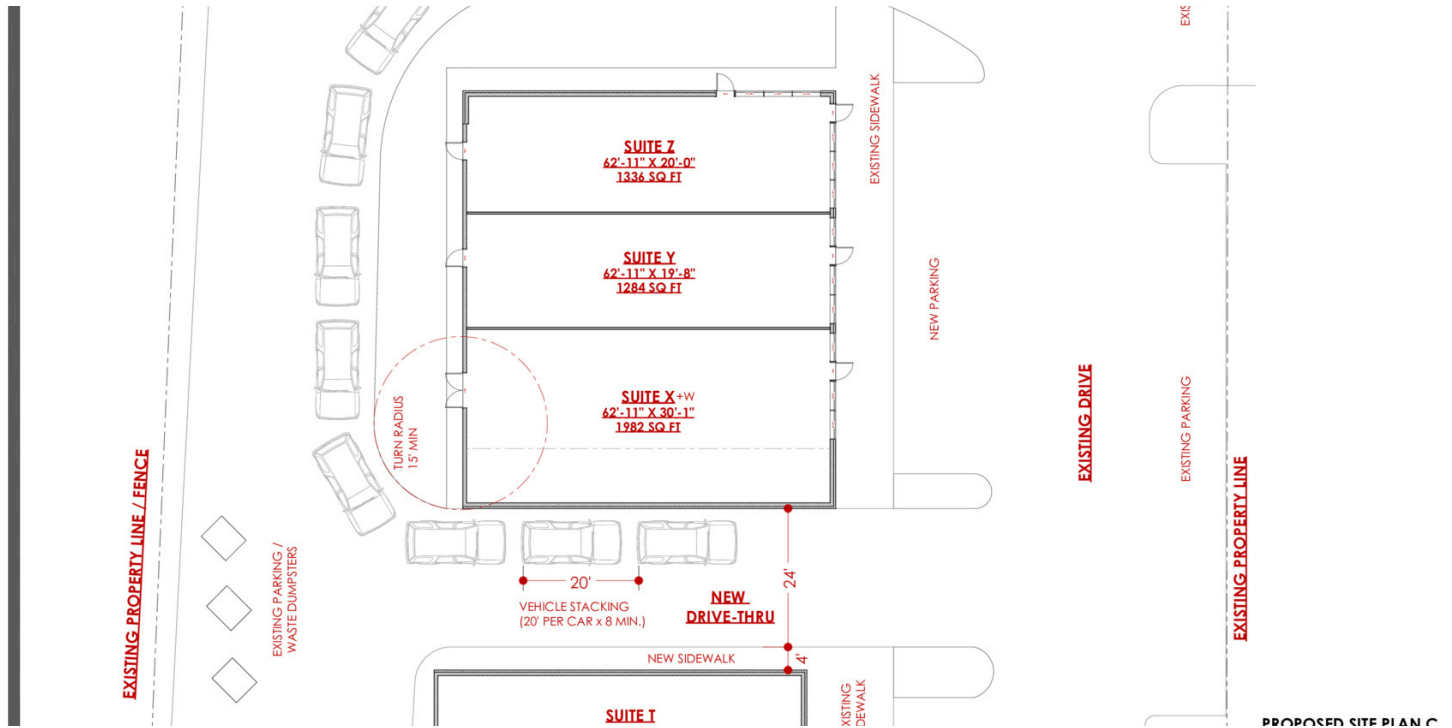 EXISTING SIDEWALK
SUITE Z
62'-11" X 20'-0"
1336 SQ FT
SUITE Y
62'-11" X 19'-8"
1284 SQ FT
NEW PARKING
SUITE X +W
62'-11" X 30'-1"
1982 SQ FT
TURN RADIUS
15' MIN
EXISTING DRIVE
EXISTING PARKING
EXISTING PROPERTY LINE / FENCE
EXISTING PROPERTY LINE
EXISTING PARKING /
WASTE DUMPSTERS
20'
VEHICLE STACKING
(20' PER CAR x 8 MIN.)
NEW
DRIVE-THRU
24'
NEW SIDEWALK
4'
SUITE T
PROPOSED SITE PLAN C